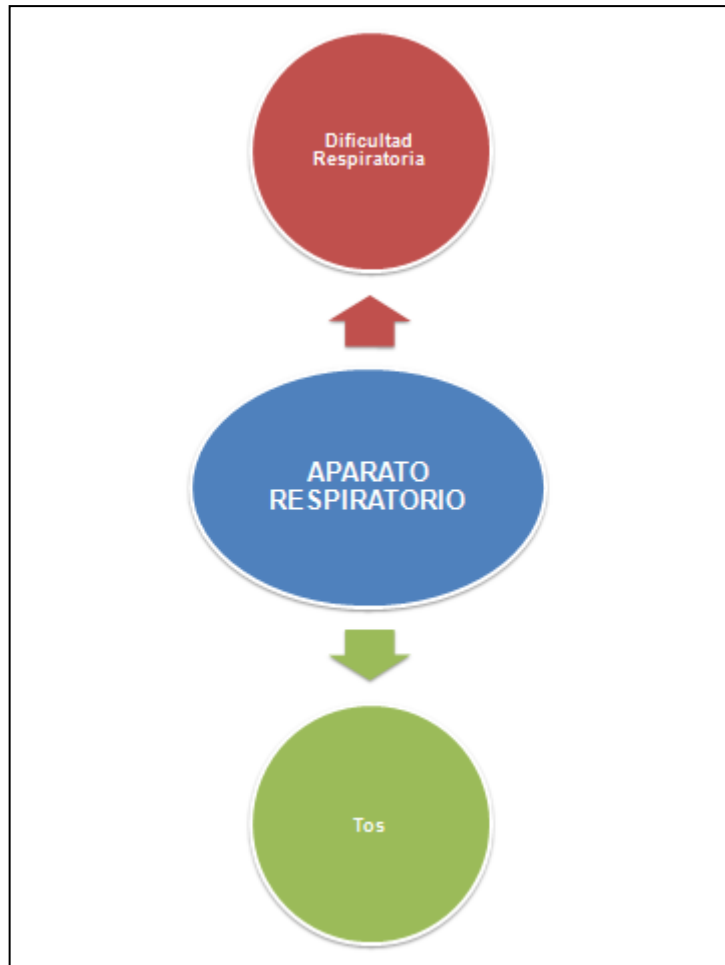 Dificultad
Respiratoria
APARATO
RESPIRATORIO
Tos